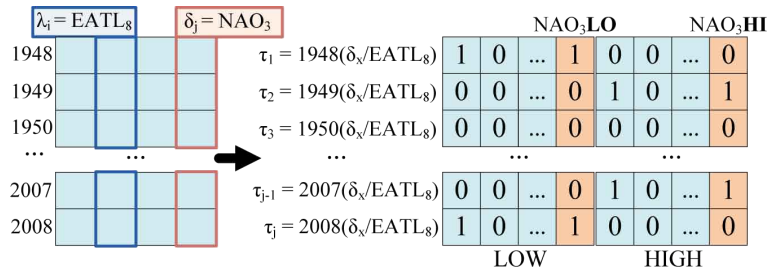 λᵢ = EATL₈ δⱼ = NAO₃
NAO₃LO NAO₃HI
1948 τ₁ = 1948(δₓ/EATL₈) 1 0 ... 1 0 0 ... 0
1949 τ₂ = 1949(δₓ/EATL₈) 0 0 ... 0 1 0 ... 1
1950 τ₃ = 1950(δₓ/EATL₈) 0 0 ... 0 0 0 ... 0
... ... ... ... ...
2007 τⱼ₋₁ = 2007(δₓ/EATL₈) 0 0 ... 0 1 0 ... 1
2008 τⱼ = 2008(δₓ/EATL₈) 1 0 ... 1 0 0 ... 0
LOW HIGH